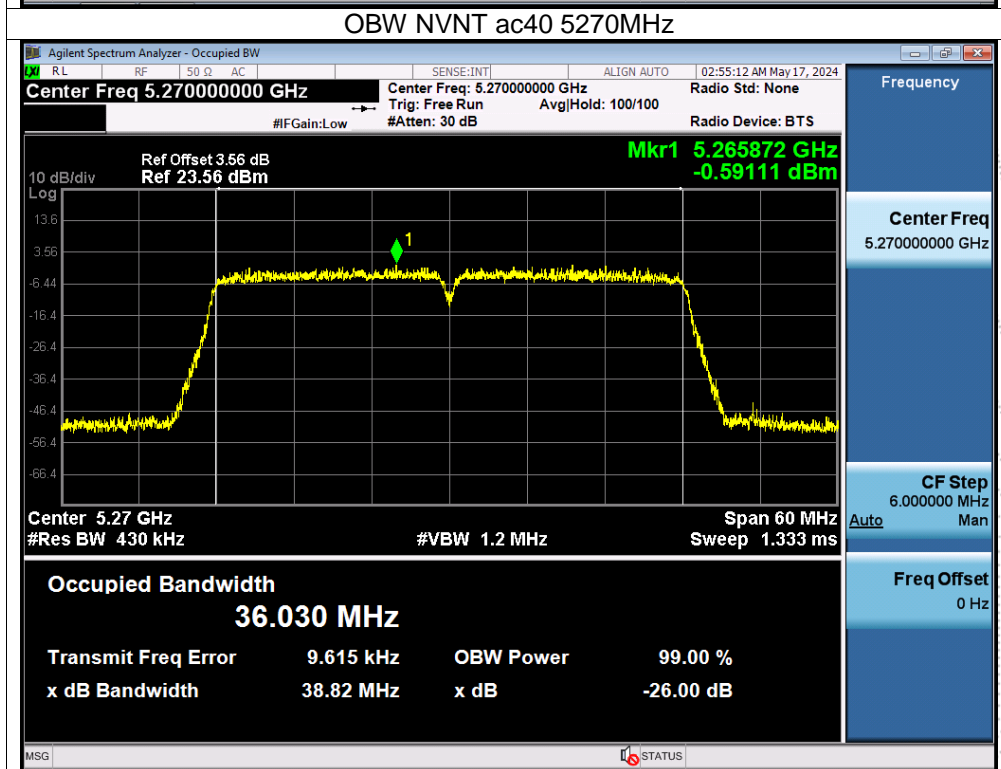 OBW NVNT ac40 5270MHz
Agilent Spectrum Analyzer - Occupied BW
LXI RL RF 50 Ω AC SENSE:INT ALIGN AUTO 02:55:12 AM May 17, 2024
Center Freq 5.270000000 GHz
Center Freq: 5.270000000 GHz Radio Std: None
Trig: Free Run Avg|Hold: 100/100
#IFGain:Low #Atten: 30 dB Radio Device: BTS
Mkr1 5.265872 GHz
-0.59111 dBm
Ref Offset 3.56 dB
10 dB/div Ref 23.56 dBm
Log
13.6
3.56
-6.44
-16.4
-26.4
-36.4
-46.4
-56.4
-66.4
1
Center 5.27 GHz Span 60 MHz
#Res BW 430 kHz #VBW 1.2 MHz Sweep 1.333 ms
Occupied Bandwidth
36.030 MHz
Transmit Freq Error 9.615 kHz OBW Power 99.00 %
x dB Bandwidth 38.82 MHz x dB -26.00 dB
MSG STATUS
Frequency
Center Freq
5.270000000 GHz
CF Step
6.000000 MHz
Auto Man
Freq Offset
0 Hz